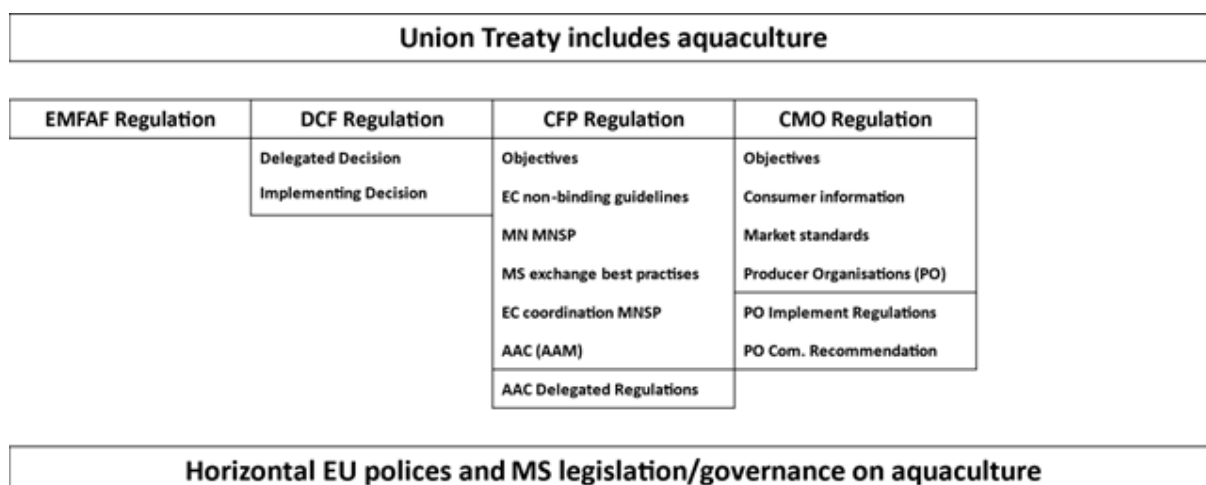 Union Treaty includes aquaculture
EMFAF Regulation
DCF Regulation
CFP Regulation
CMO Regulation
Delegated Decision
Implementing Decision
Objectives
EC non-binding guidelines
MN MNSP
MS exchange best practises
EC coordination MNSP
AAC (AAM)
AAC Delegated Regulations
Objectives
Consumer information
Market standards
Producer Organisations (PO)
PO Implement Regulations
PO Com. Recommendation
Horizontal EU polices and MS legislation/governance on aquaculture